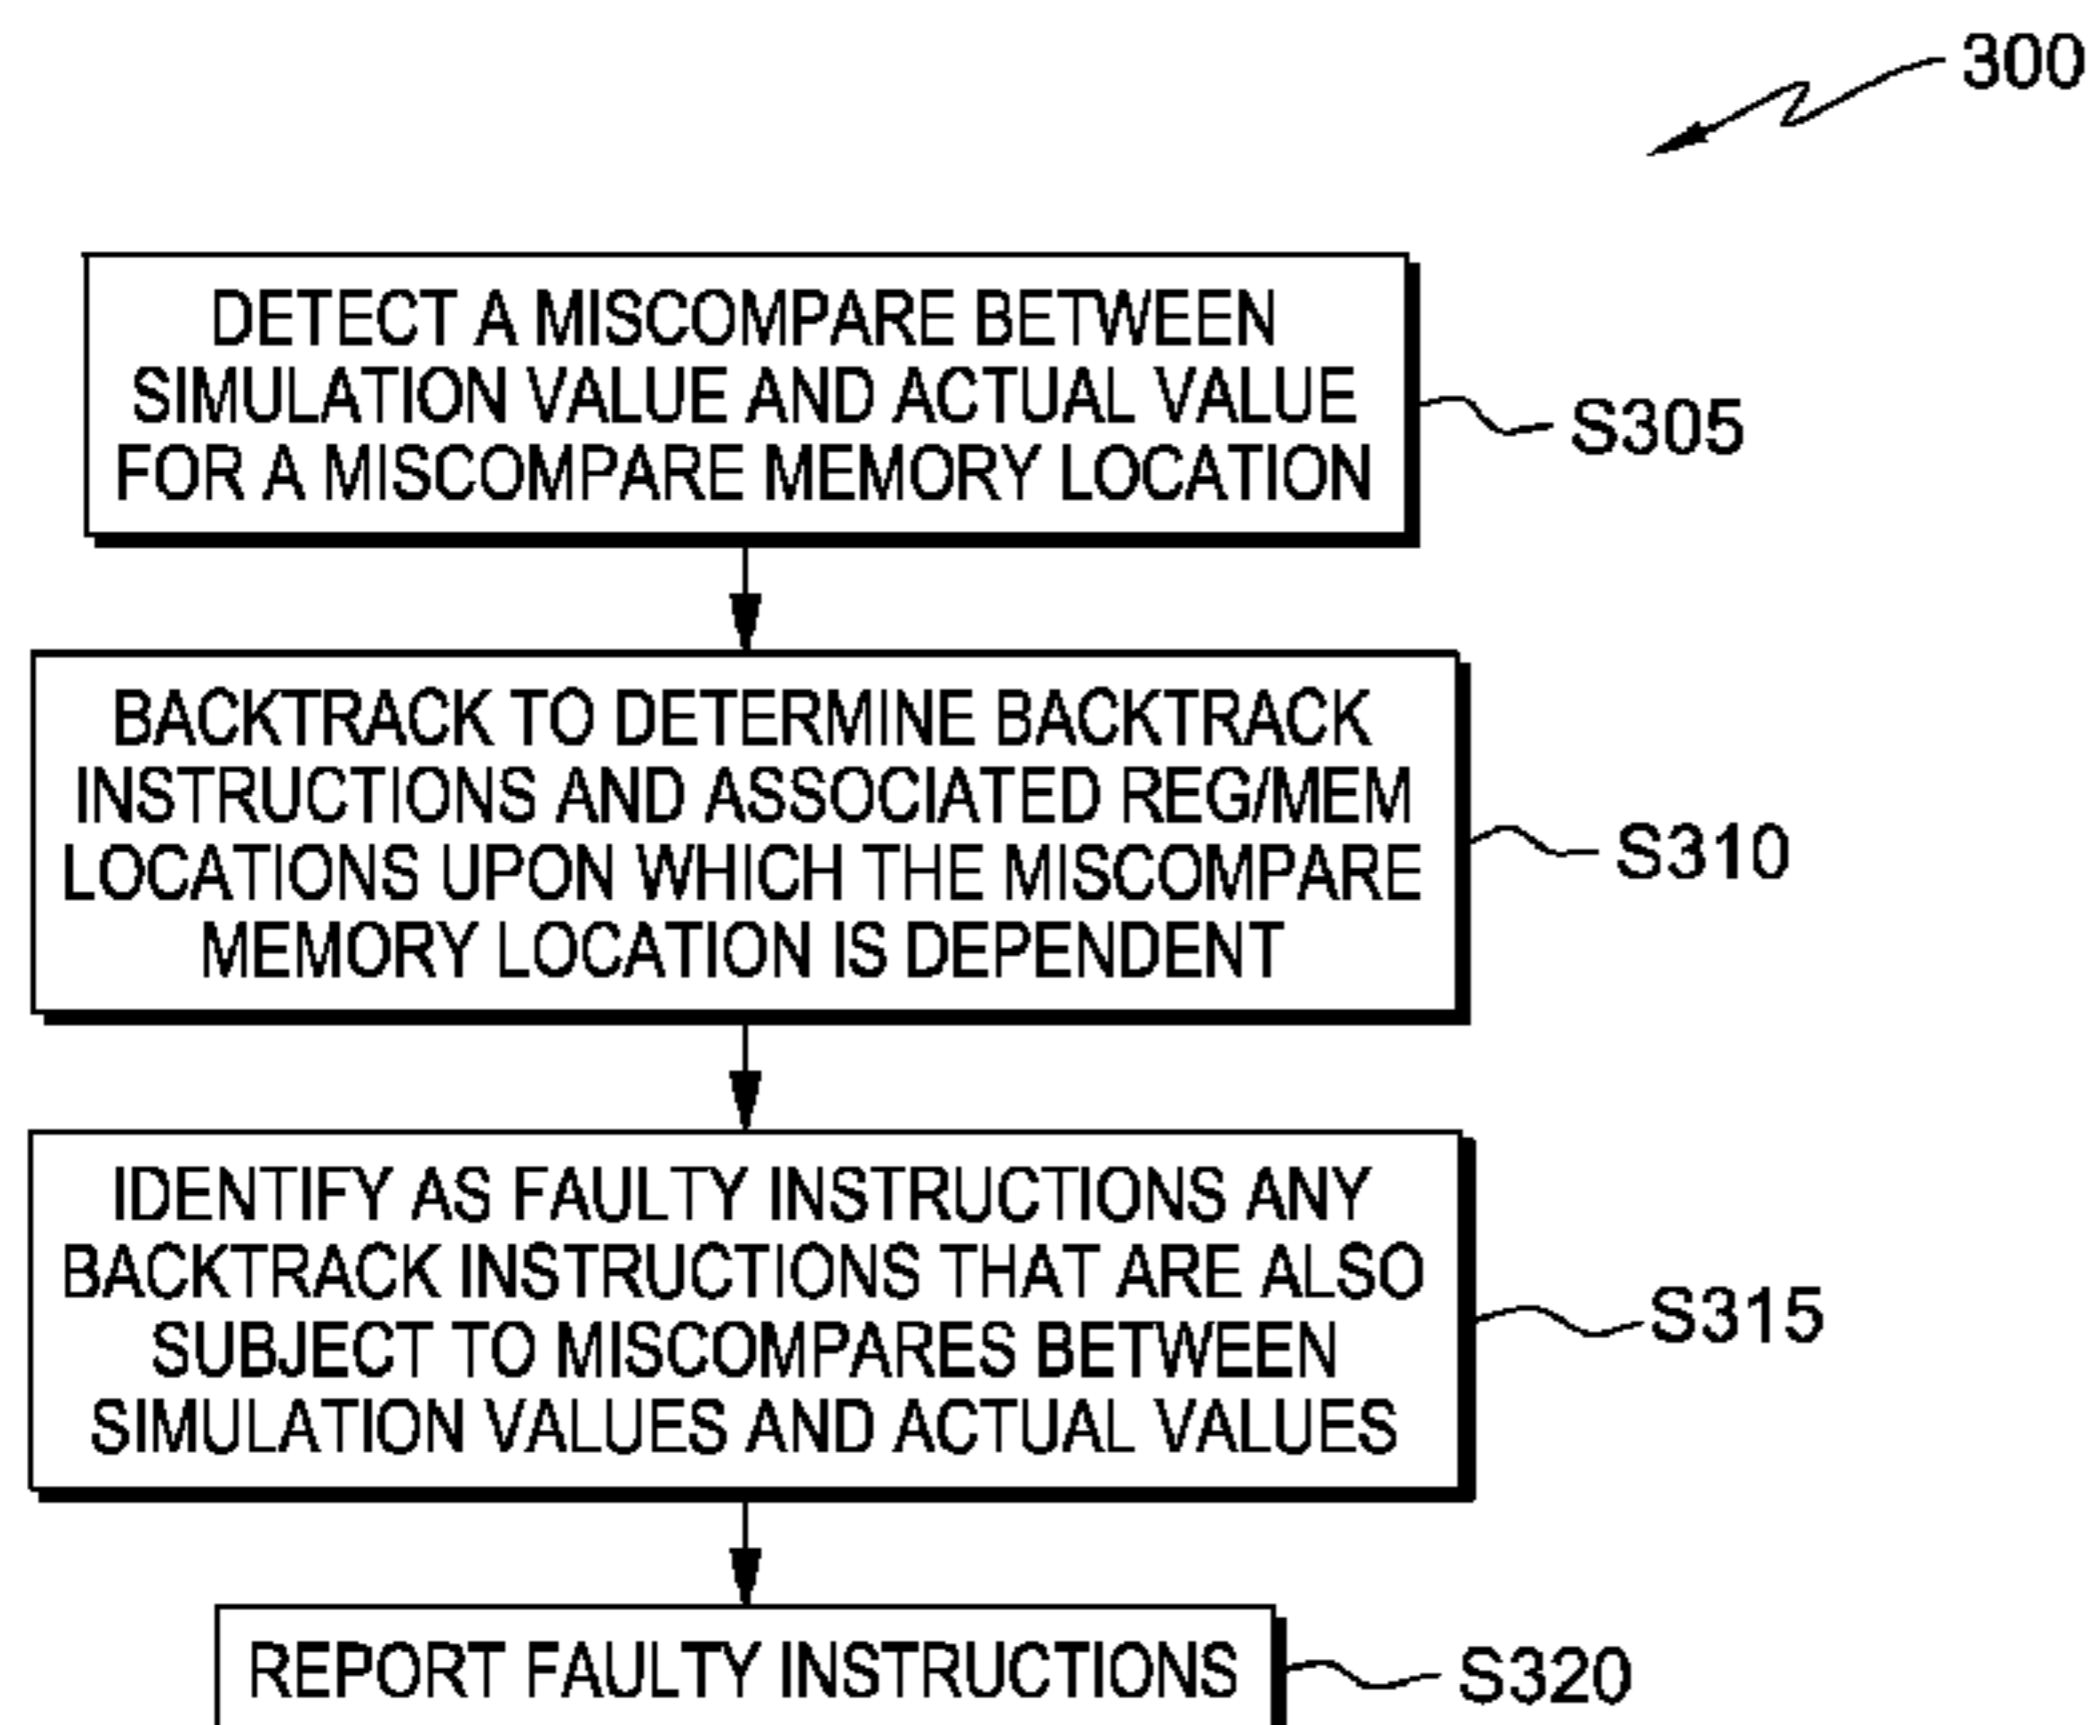 300
DETECT A MISCOMPARE BETWEEN
SIMULATION VALUE AND ACTUAL VALUE
FOR A MISCOMPARE MEMORY LOCATION
S305
BACKTRACK TO DETERMINE BACKTRACK
INSTRUCTIONS AND ASSOCIATED REG/MEM
LOCATIONS UPON WHICH THE MISCOMPARE
MEMORY LOCATION IS DEPENDENT
S310
IDENTIFY AS FAULTY INSTRUCTIONS ANY
BACKTRACK INSTRUCTIONS THAT ARE ALSO
SUBJECT TO MISCOMPARES BETWEEN
SIMULATION VALUES AND ACTUAL VALUES
S315
REPORT FAULTY INSTRUCTIONS
S320